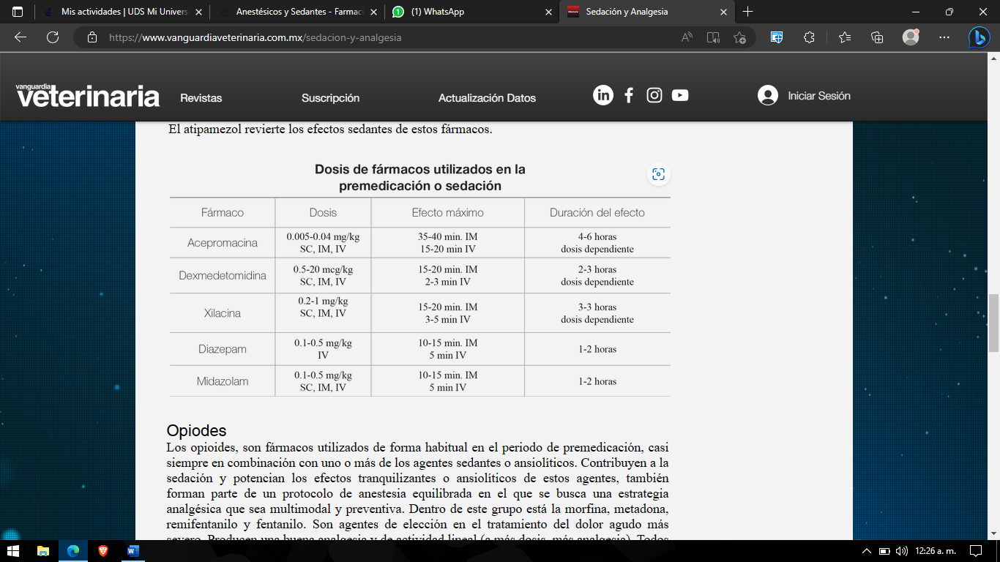 Mis actividades | UDS Mi Univers
Anestésicos y Sedantes - Farmac
(1) WhatsApp
Sedación y Analgesia
https://www.vanguardiaveterinaria.com.mx/sedacion-y-analgesia
vanguardia
veterinaria
Revistas
Suscripción
Actualización Datos
Iniciar Sesión
El atipamezol revierte los efectos sedantes de estos fármacos.
Dosis de fármacos utilizados en la
premedicación o sedación
Fármaco Dosis Efecto máximo Duración del efecto
Acepromacina
0.005-0.04 mg/kg
SC, IM, IV
35-40 min. IM
15-20 min IV
4-6 horas
dosis dependiente
Dexmedetomidina
0.5-20 mcg/kg
SC, IM, IV
15-20 min. IM
2-3 min IV
2-3 horas
dosis dependiente
Xilacina
0.2-1 mg/kg
SC, IM, IV
15-20 min. IM
3-5 min IV
3-3 horas
dosis dependiente
Diazepam
0.1-0.5 mg/kg
IV
10-15 min. IM
5 min IV
1-2 horas
Midazolam
0.1-0.5 mg/kg
SC, IM, IV
10-15 min. IM
5 min IV
1-2 horas
Opiodes
Los opioides, son fármacos utilizados de forma habitual en el periodo de premedicación, casi
siempre en combinación con uno o más de los agentes sedantes o ansiolíticos. Contribuyen a la
sedación y potencian los efectos tranquilizantes o ansiolíticos de estos agentes, también
forman parte de un protocolo de anestesia equilibrada en el que se busca una estrategia
analgésica que sea multimodal y preventiva. Dentro de este grupo está la morfina, metadona,
remifentanilo y fentanilo. Son agentes de elección en el tratamiento del dolor agudo más
severo. Producen una buena analgesia y de actividad lineal (a más dosis, más analgesia). Todos
12:26 a. m.